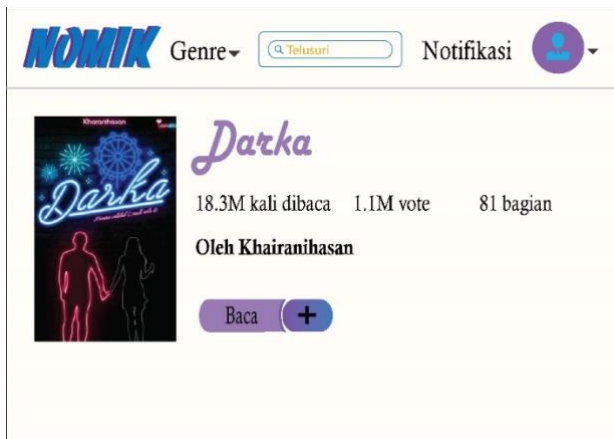 NOMIK Genre Telusuri Notifikasi
Khairanihasan
Darka
Darka
18.3M kali dibaca 1.1M vote 81 bagian
Oleh Khairanihasan
Baca +